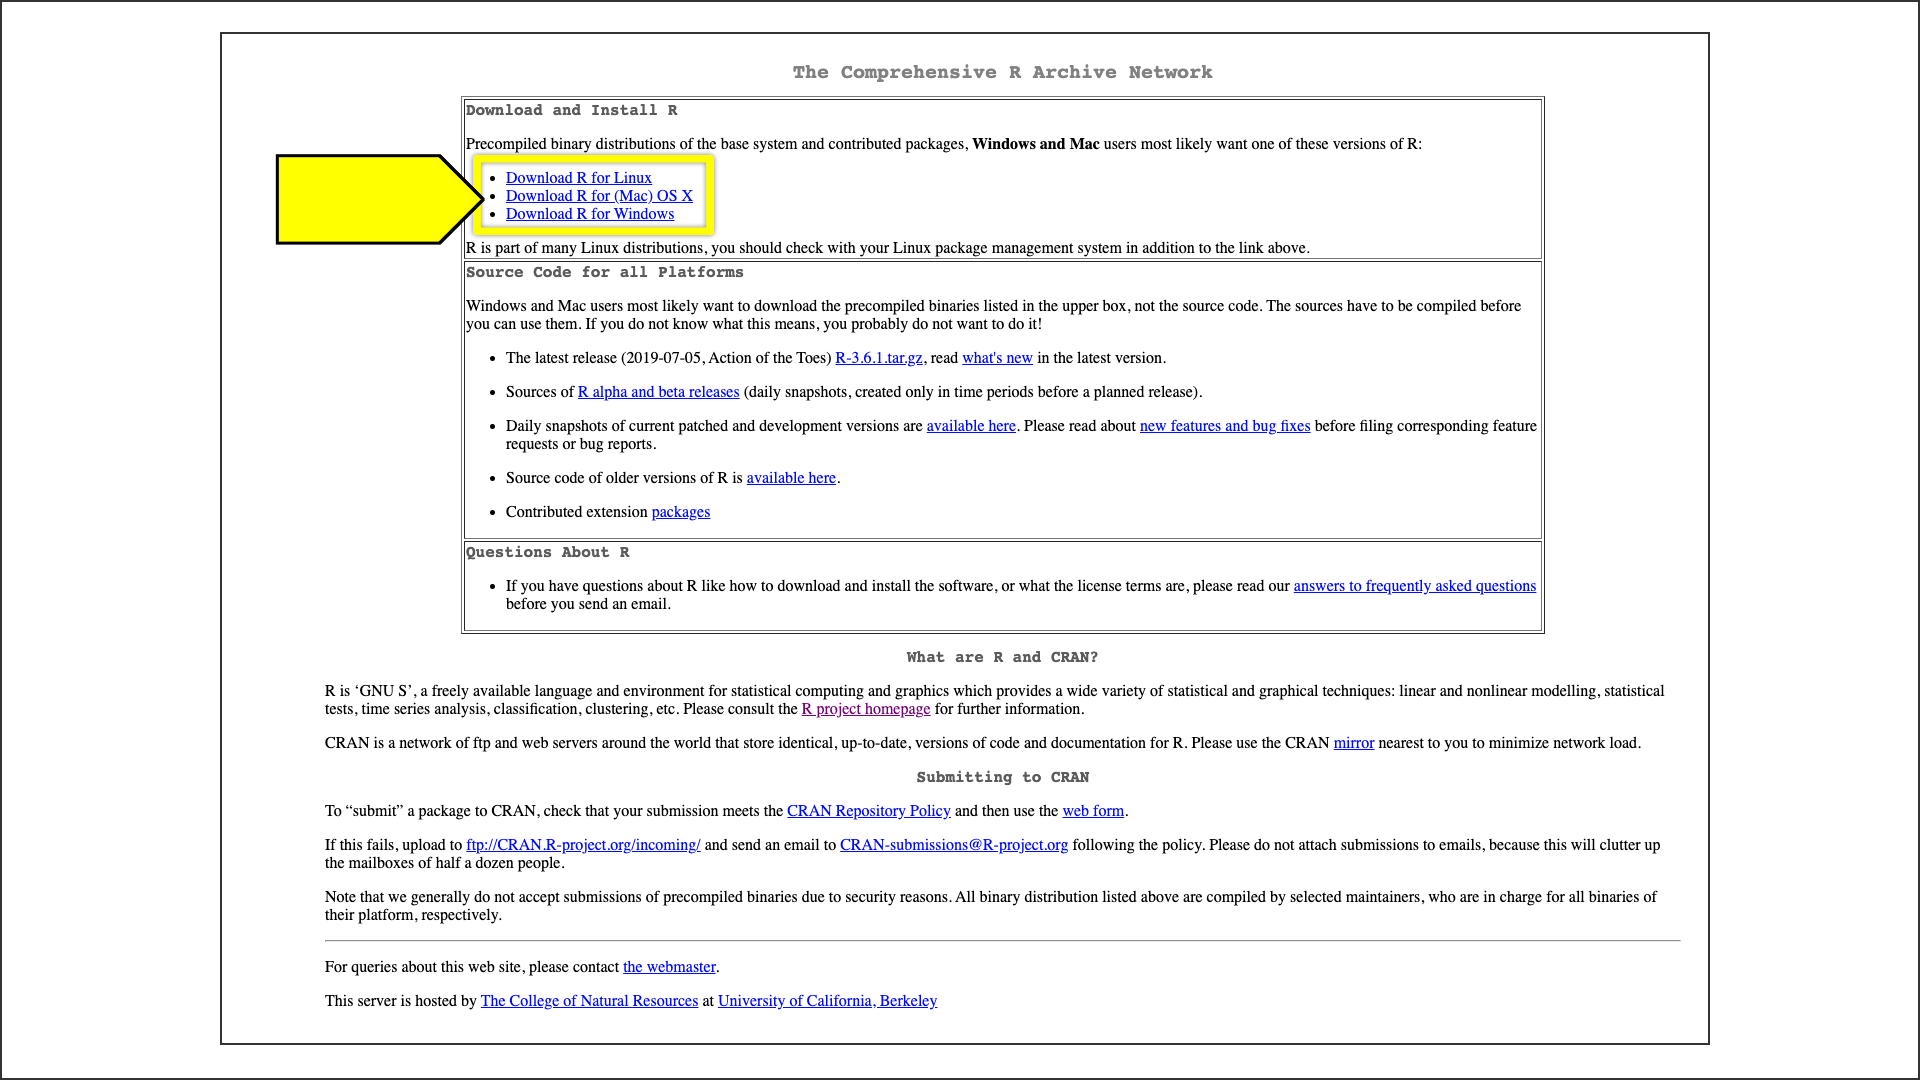 The Comprehensive R Archive Network
Download and Install R
Precompiled binary distributions of the base system and contributed packages, Windows and Mac users most likely want one of these versions of R:
Download R for Linux
Download R for (Mac) OS X
Download R for Windows
R is part of many Linux distributions, you should check with your Linux package management system in addition to the link above.
Source Code for all Platforms
Windows and Mac users most likely want to download the precompiled binaries listed in the upper box, not the source code. The sources have to be compiled before
you can use them. If you do not know what this means, you probably do not want to do it!
The latest release (2019-07-05, Action of the Toes) R-3.6.1.tar.gz, read what's new in the latest version.
Sources of R alpha and beta releases (daily snapshots, created only in time periods before a planned release).
Daily snapshots of current patched and development versions are available here. Please read about new features and bug fixes before filing corresponding feature
requests or bug reports.
Source code of older versions of R is available here.
Contributed extension packages
Questions About R
If you have questions about R like how to download and install the software, or what the license terms are, please read our answers to frequently asked questions
before you send an email.
What are R and CRAN?
R is ‘GNU S’, a freely available language and environment for statistical computing and graphics which provides a wide variety of statistical and graphical techniques: linear and nonlinear modelling, statistical
tests, time series analysis, classification, clustering, etc. Please consult the R project homepage for further information.
CRAN is a network of ftp and web servers around the world that store identical, up-to-date, versions of code and documentation for R. Please use the CRAN mirror nearest to you to minimize network load.
Submitting to CRAN
To “submit” a package to CRAN, check that your submission meets the CRAN Repository Policy and then use the web form.
If this fails, upload to ftp://CRAN.R-project.org/incoming/ and send an email to CRAN-submissions@R-project.org following the policy. Please do not attach submissions to emails, because this will clutter up
the mailboxes of half a dozen people.
Note that we generally do not accept submissions of precompiled binaries due to security reasons. All binary distribution listed above are compiled by selected maintainers, who are in charge for all binaries of
their platform, respectively.
For queries about this web site, please contact the webmaster.
This server is hosted by The College of Natural Resources at University of California, Berkeley